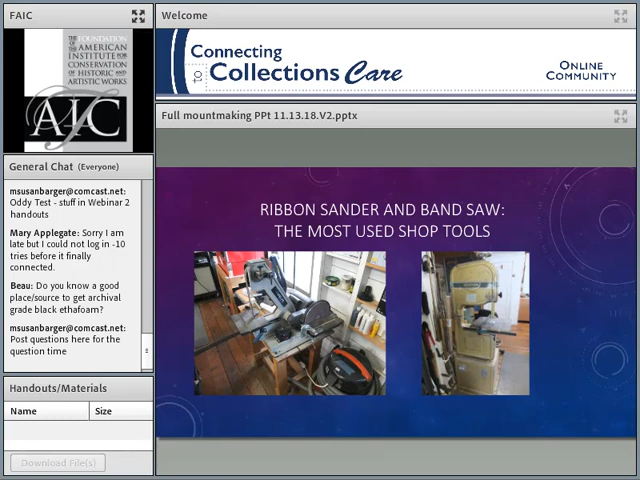 FAIC
THE FOUNDATION
OF THE AMERICAN
INSTITUTE FOR
CONSERVATION
OF HISTORIC AND
ARTISTIC WORKS
AIC
General Chat (Everyone)
msusanbarger@comcast.net:
Oddy Test - stuff in Webinar 2
handouts
Mary Applegate: Sorry I am
late but I could not log in -10
tries before it finally
connected.
Beau: Do you know a good
place/source to get archival
grade black ethafoam?
msusanbarger@comcast.net:
Post questions here for the
question time
Handouts/Materials
Name Size
Download File(s)
Welcome
Connecting
to Collections Care
ONLINE
COMMUNITY
Full mountmaking PPt 11.13.18.V2.pptx
RIBBON SANDER AND BAND SAW:
THE MOST USED SHOP TOOLS